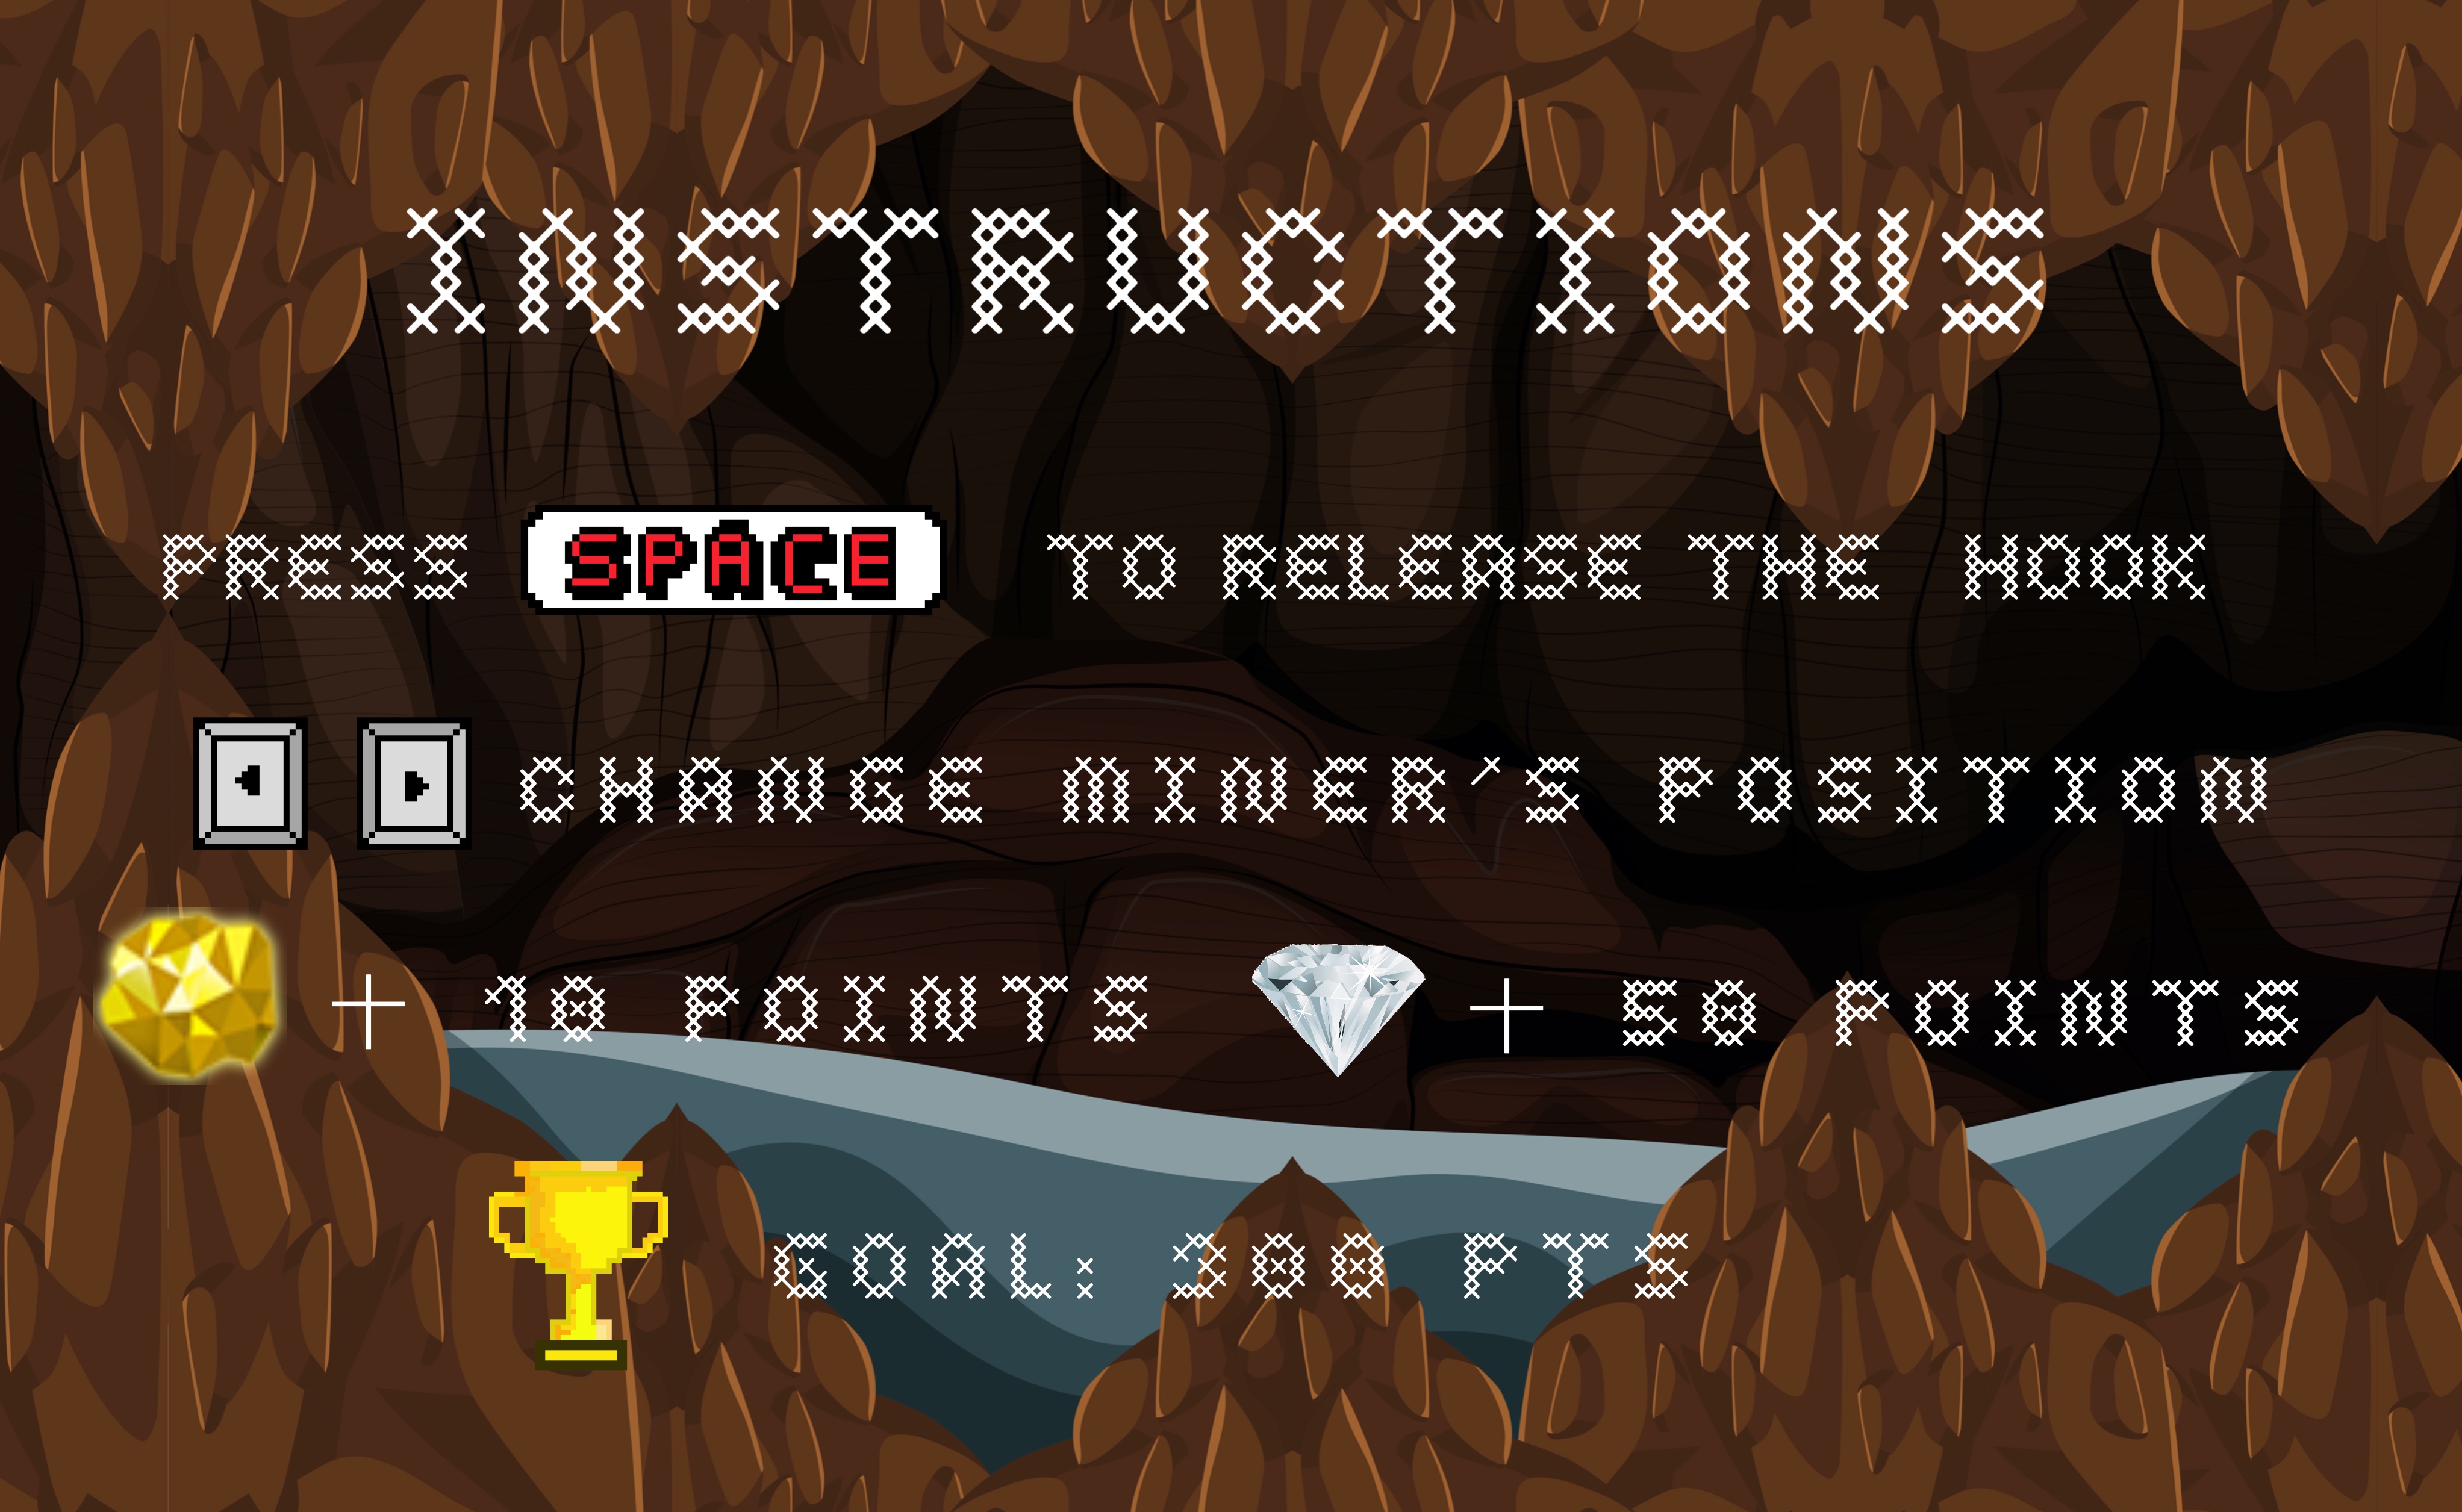 INSTRUCTIONS
PRESS SPACE TO RELEASE THE HOOK
CHANGE MINER'S POSITION
+ 10 POINTS + 50 POINTS
GOAL: 300 PTS